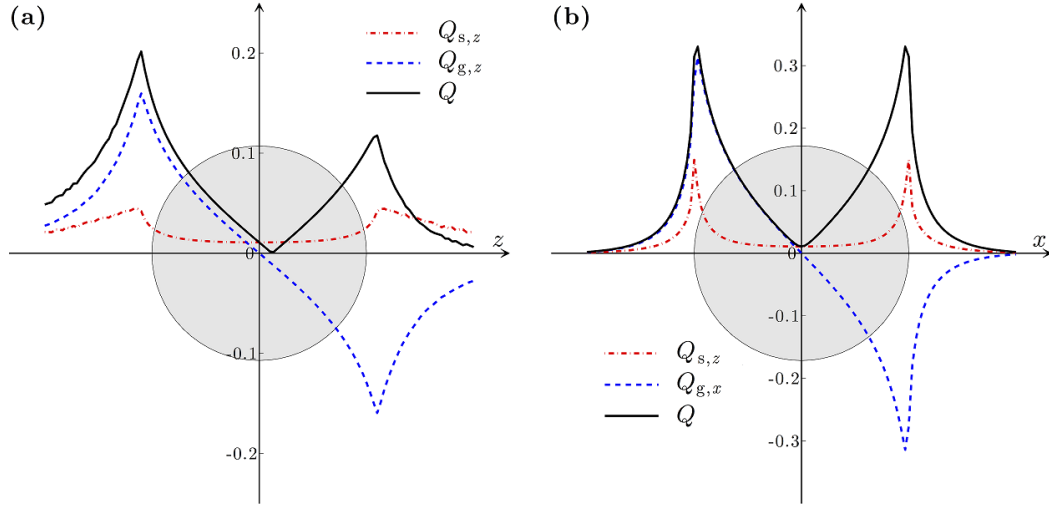 (a)
Q_{s,z}
Q_{g,z}
Q
0.2
0.1
0
-0.1
-0.2
z
(b)
0.3
0.2
0.1
0
-0.1
-0.2
-0.3
x
Q_{s,z}
Q_{g,x}
Q